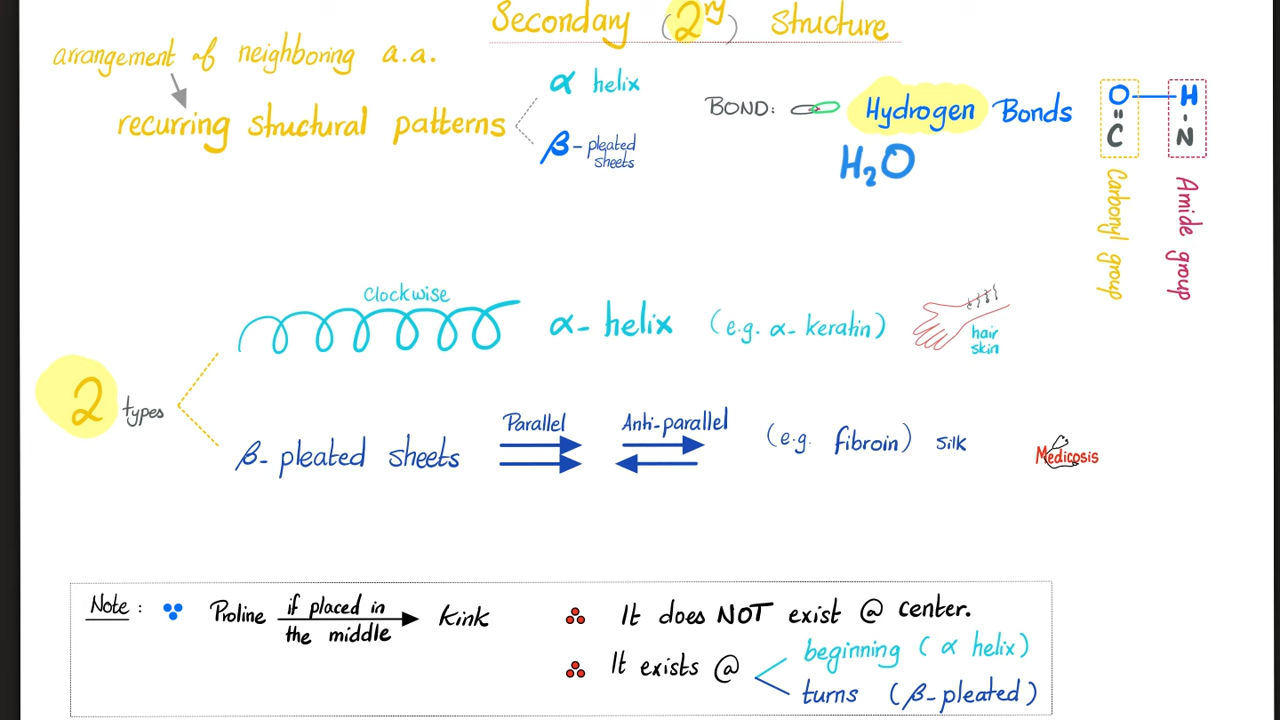 Secondary (2ry) Structure
arrangement of neighboring a.a.
recurring structural patterns
α helix
β-pleated
sheets
BOND: Hydrogen Bonds
H₂O
O H
C N
Carbonyl group
Amide group
Clockwise
α-helix (e.g. α-keratin)
hair
skin
2 types
Parallel Anti-parallel
β-pleated sheets (e.g. fibroin) silk
Medicosis
Note: Proline if placed in the middle kink
It does NOT exist @ center.
It exists @ beginning (α helix)
turns (β-pleated)